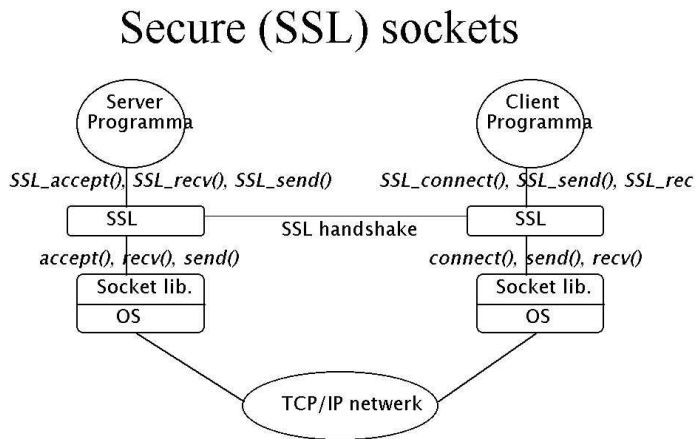 Secure (SSL) sockets
Server
Programma
Client
Programma
SSL_accept(), SSL_recv(), SSL_send()
SSL_connect(), SSL_send(), SSL_rec
SSL
SSL
SSL handshake
accept(), recv(), send()
connect(), send(), recv()
Socket lib.
Socket lib.
OS
OS
TCP/IP netwerk